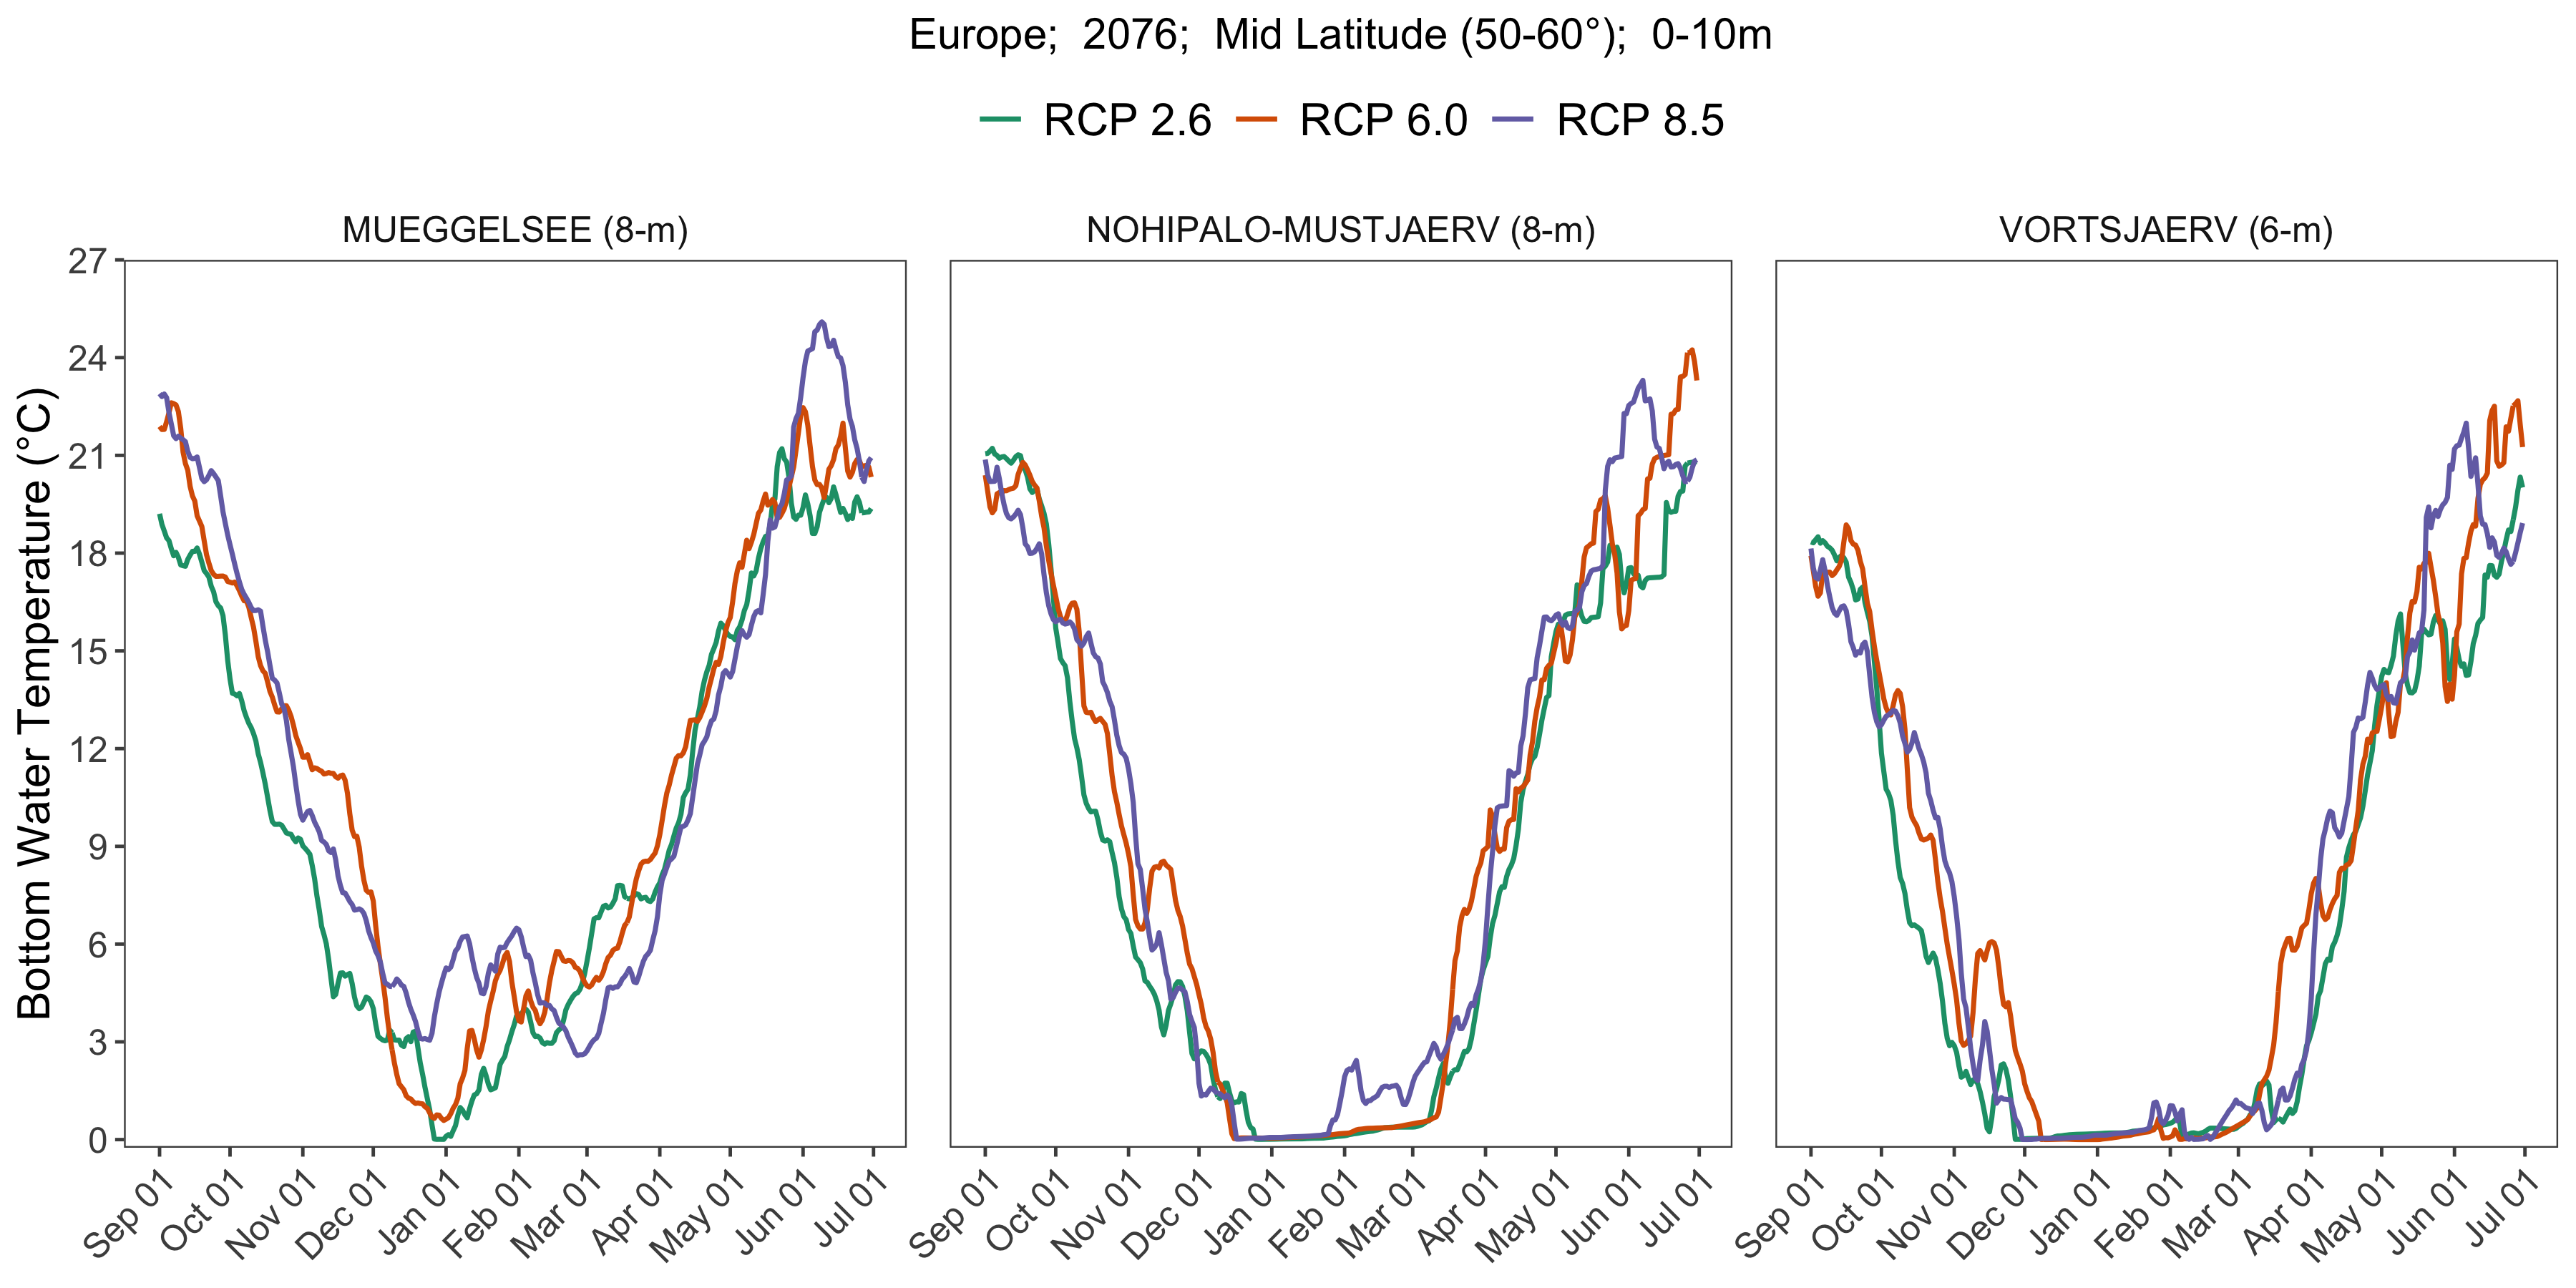 Europe;  2076;  Mid Latitude (50-60°);  0-10m
RCP 2.6 RCP 6.0 RCP 8.5
MUEGGELSEE (8-m) NOHIPALO-MUSTJAERV (8-m) VORTSJAERV (6-m)
Bottom Water Temperature (°C)
27
24
21
18
15
12
9
6
3
0
Sep 01 Oct 01 Nov 01 Dec 01 Jan 01 Feb 01 Mar 01 Apr 01 May 01 Jun 01 Jul 01 Sep 01 Oct 01 Nov 01 Dec 01 Jan 01 Feb 01 Mar 01 Apr 01 May 01 Jun 01 Jul 01 Sep 01 Oct 01 Nov 01 Dec 01 Jan 01 Feb 01 Mar 01 Apr 01 May 01 Jun 01 Jul 01